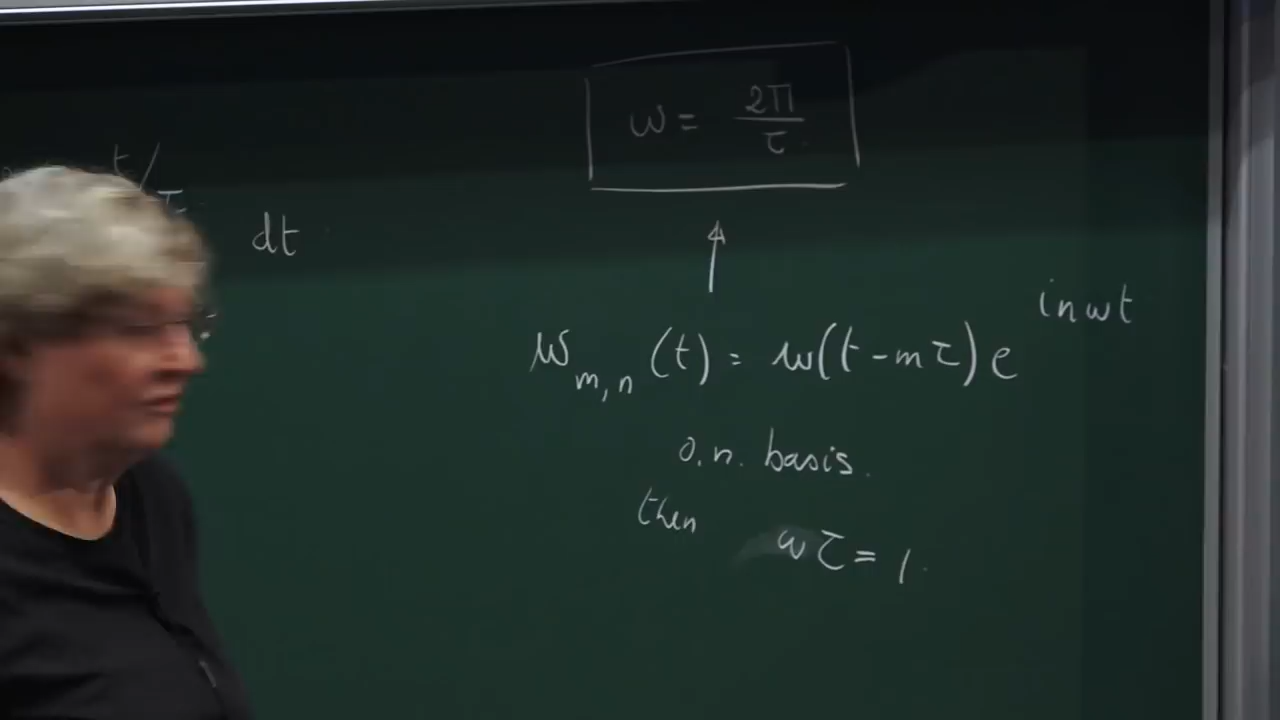 ω = 2π/τ
t/τ
dt
w_{m,n}(t) = w(t-mτ)e^{inωt}
o.n. basis.
then ωτ = 1.